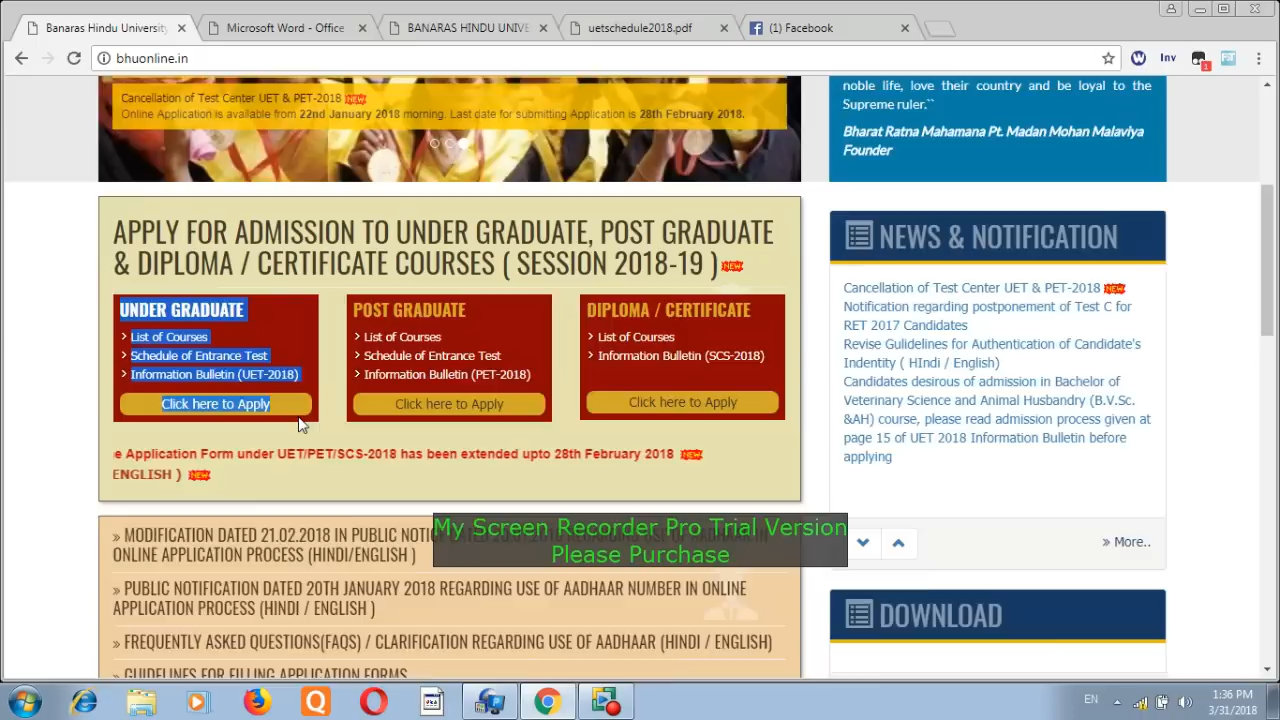 Banaras Hindu University
Microsoft Word - Office
BANARAS HINDU UNIVE
uetschedule2018.pdf
(1) Facebook
bhuonline.in
Inv
1
Cancellation of Test Center UET & PET-2018 NEW
Online Application is available from 22nd January 2018 morning. Last date for submitting Application is 28th February 2018.
noble life, love their country and be loyal to the
Supreme ruler.``
Bharat Ratna Mahamana Pt. Madan Mohan Malaviya
Founder
APPLY FOR ADMISSION TO UNDER GRADUATE, POST GRADUATE
& DIPLOMA / CERTIFICATE COURSES ( SESSION 2018-19 ) NEW
UNDER GRADUATE
List of Courses
Schedule of Entrance Test
Information Bulletin (UET-2018)
Click here to Apply
POST GRADUATE
List of Courses
Schedule of Entrance Test
Information Bulletin (PET-2018)
Click here to Apply
DIPLOMA / CERTIFICATE
List of Courses
Information Bulletin (SCS-2018)
Click here to Apply
e Application Form under UET/PET/SCS-2018 has been extended upto 28th February 2018 NEW
ENGLISH ) NEW
NEWS & NOTIFICATION
Cancellation of Test Center UET & PET-2018 NEW
Notification regarding postponement of Test C for
RET 2017 Candidates
Revise Gulidelines for Authentication of Candidate's
Indentity ( HIndi / English)
Candidates desirous of admission in Bachelor of
Veterinary Science and Animal Husbandry (B.V.Sc.
&AH) course, please read admission process given at
page 15 of UET 2018 Information Bulletin before
applying
» More..
DOWNLOAD
» MODIFICATION DATED 21.02.2018 IN PUBLIC NOTIC
ONLINE APPLICATION PROCESS (HINDI/ENGLISH )
» PUBLIC NOTIFICATION DATED 20TH JANUARY 2018 REGARDING USE OF AADHAAR NUMBER IN ONLINE
APPLICATION PROCESS (HINDI / ENGLISH )
» FREQUENTLY ASKED QUESTIONS(FAQS) / CLARIFICATION REGARDING USE OF AADHAAR (HINDI / ENGLISH)
» GUIDELINES FOR FILLING APPLICATION FORMS
My Screen Recorder Pro Trial Version
Please Purchase
EN
1:36 PM
3/31/2018